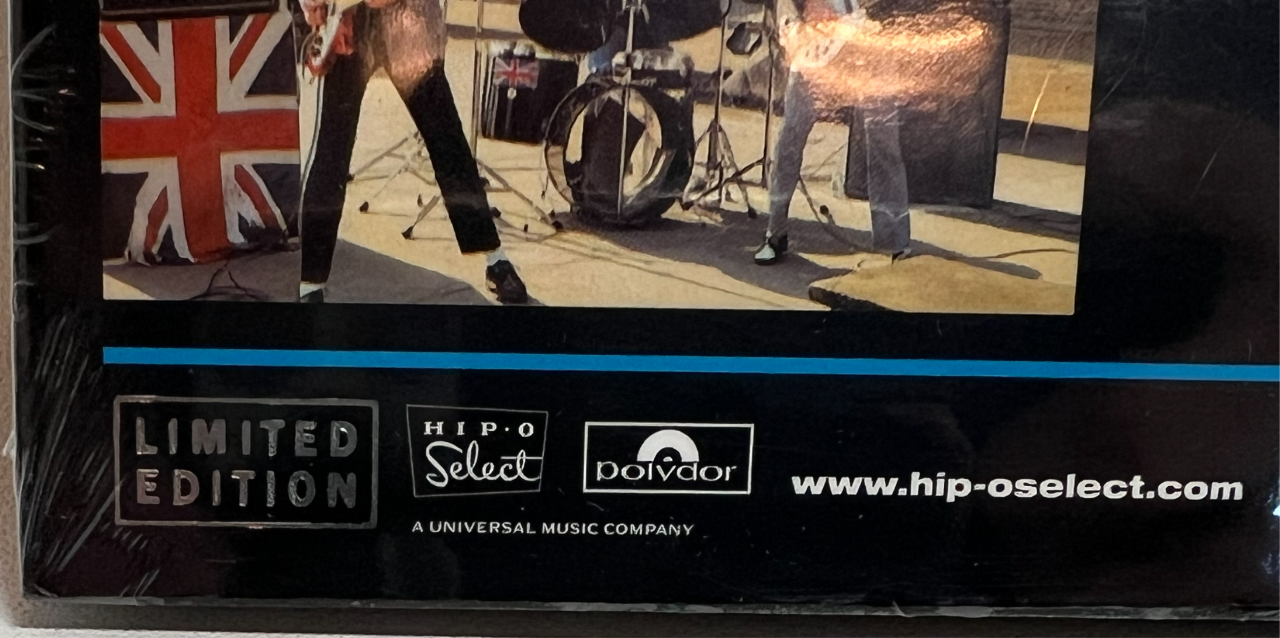 LIMITED
EDITION
HIP·O
Select
polydor
www.hip-oselect.com
A UNIVERSAL MUSIC COMPANY